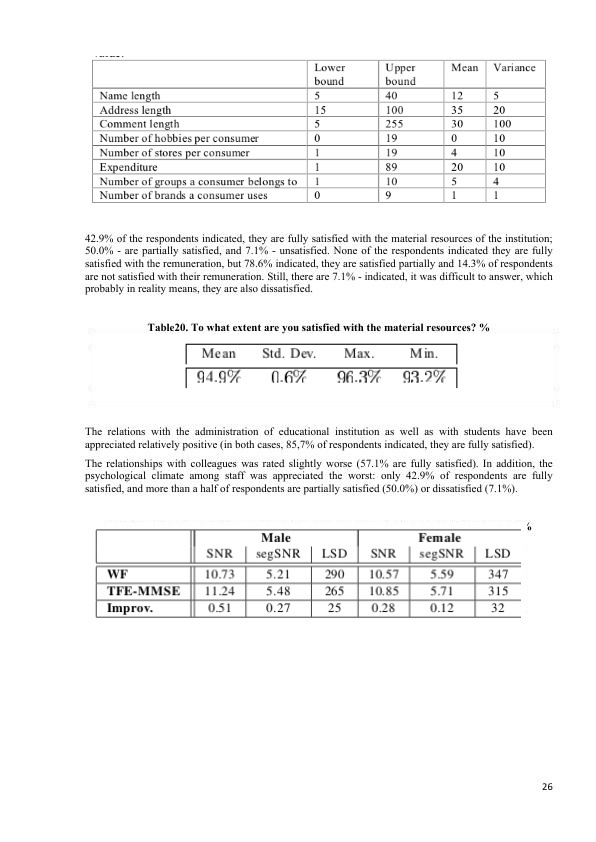 Lower bound Upper bound Mean Variance
Name length 5 40 12 5
Address length 15 100 35 20
Comment length 5 255 30 100
Number of hobbies per consumer 0 19 0 10
Number of stores per consumer 1 19 4 10
Expenditure 1 89 20 10
Number of groups a consumer belongs to 1 10 5 4
Number of brands a consumer uses 0 9 1 1
42.9% of the respondents indicated, they are fully satisfied with the material resources of the institution;
50.0% - are partially satisfied, and 7.1% - unsatisfied. None of the respondents indicated they are fully
satisfied with the remuneration, but 78.6% indicated, they are satisfied partially and 14.3% of respondents
are not satisfied with their remuneration. Still, there are 7.1% - indicated, it was difficult to answer, which
probably in reality means, they are also dissatisfied.
Table20. To what extent are you satisfied with the material resources? %
Mean Std. Dev. Max. Min.
94.9% 0.6% 96.3% 93.2%
The relations with the administration of educational institution as well as with students have been
appreciated relatively positive (in both cases, 85,7% of respondents indicated, they are fully satisfied).
The relationships with colleagues was rated slightly worse (57.1% are fully satisfied). In addition, the
psychological climate among staff was appreciated the worst: only 42.9% of respondents are fully
satisfied, and more than a half of respondents are partially satisfied (50.0%) or dissatisfied (7.1%).
%
Male Female
SNR segSNR LSD SNR segSNR LSD
WF 10.73 5.21 290 10.57 5.59 347
TFE-MMSE 11.24 5.48 265 10.85 5.71 315
Improv. 0.51 0.27 25 0.28 0.12 32
26